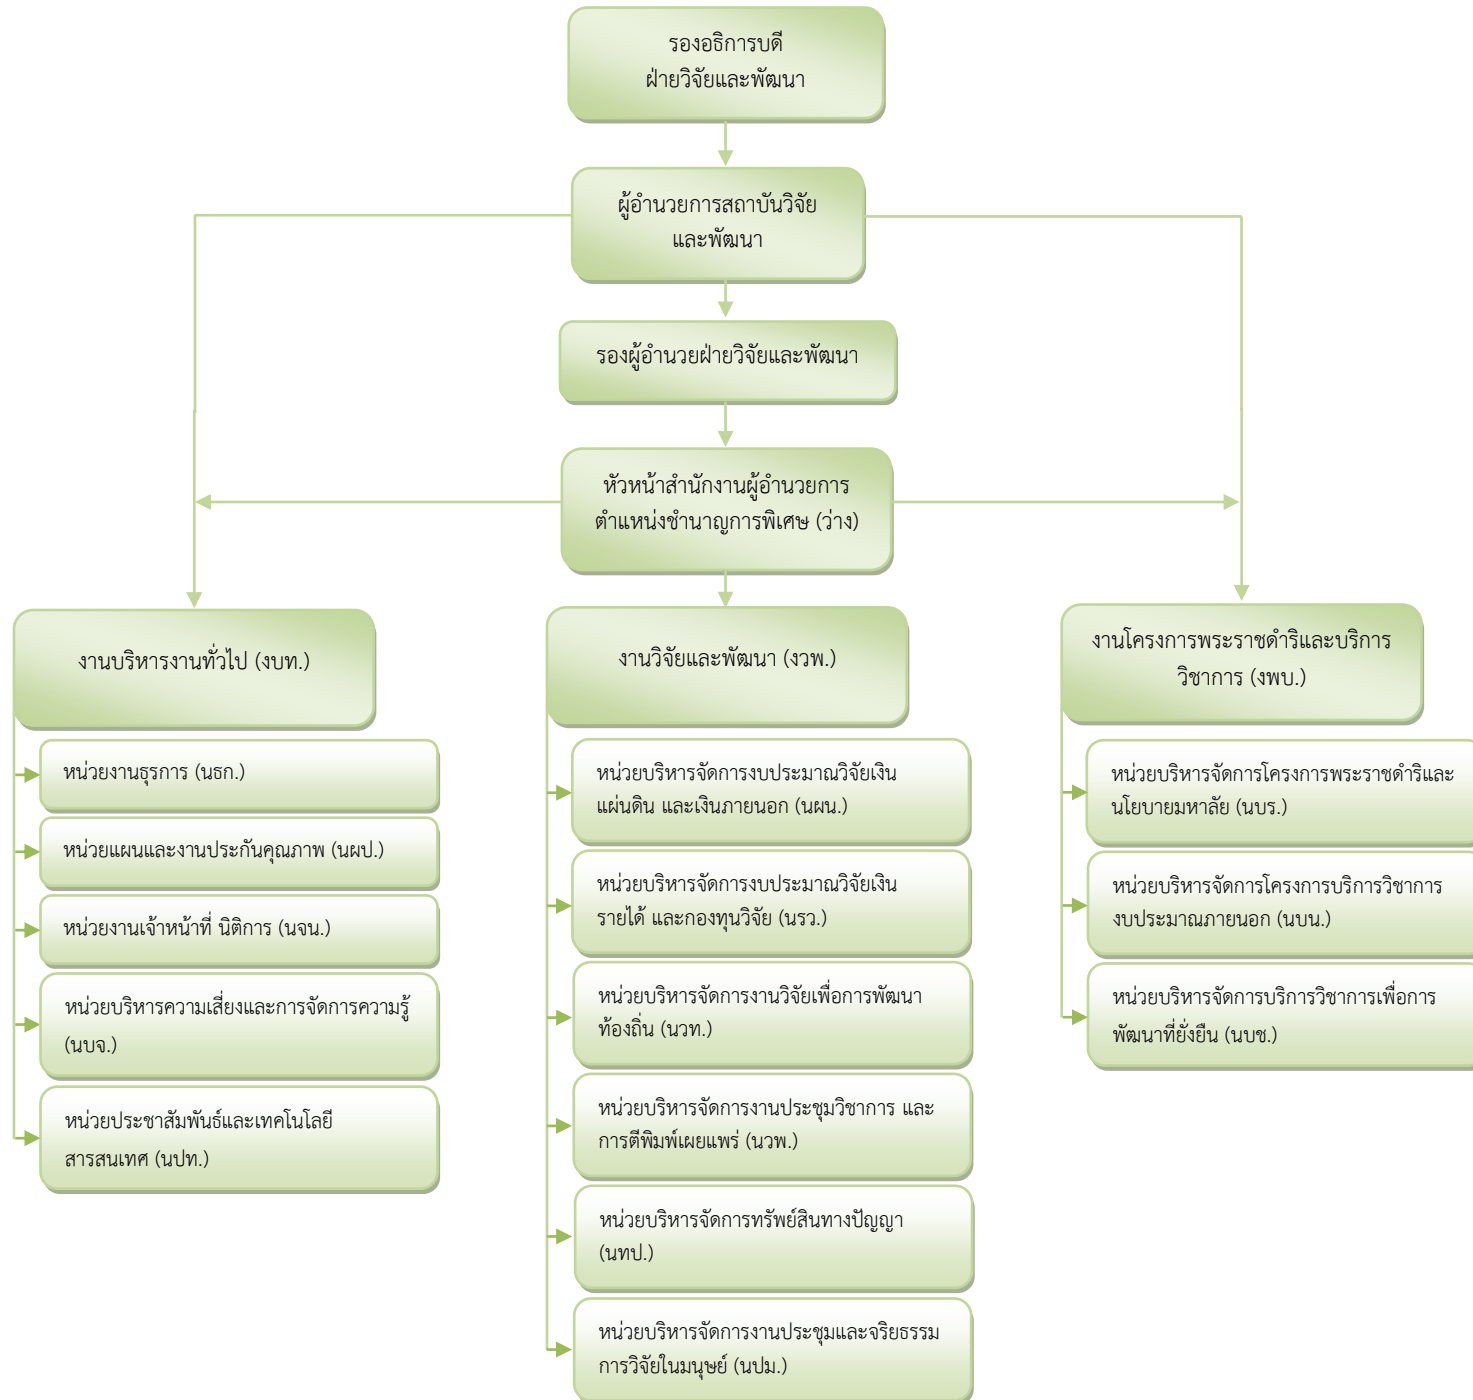 รองอธิการบดี
ฝ่ายวิจัยและพัฒนา
ผู้อำนวยการสถาบันวิจัย
และพัฒนา
รองผู้อำนวยฝ่ายวิจัยและพัฒนา
หัวหน้าสำนักงานผู้อำนวยการ
ตำแหน่งชำนาญการพิเศษ (ว่าง)
งานบริหารงานทั่วไป (งบท.)
หน่วยงานธุรการ (นธก.)
หน่วยแผนและงานประกันคุณภาพ (นผป.)
หน่วยงานเจ้าหน้าที่ นิติการ (นจน.)
หน่วยบริหารความเสี่ยงและการจัดการความรู้
(นบจ.)
หน่วยประชาสัมพันธ์และเทคโนโลยี
สารสนเทศ (นปท.)
งานวิจัยและพัฒนา (งวพ.)
หน่วยบริหารจัดการงบประมาณวิจัยเงิน
แผ่นดิน และเงินภายนอก (นผน.)
หน่วยบริหารจัดการงบประมาณวิจัยเงิน
รายได้ และกองทุนวิจัย (นรว.)
หน่วยบริหารจัดการงานวิจัยเพื่อการพัฒนา
ท้องถิ่น (นวท.)
หน่วยบริหารจัดการงานประชุมวิชาการ และ
การตีพิมพ์เผยแพร่ (นวพ.)
หน่วยบริหารจัดการทรัพย์สินทางปัญญา
(นทป.)
หน่วยบริหารจัดการงานประชุมและจริยธรรม
การวิจัยในมนุษย์ (นปม.)
งานโครงการพระราชดำริและบริการ
วิชาการ (งพบ.)
หน่วยบริหารจัดการโครงการพระราชดำริและ
นโยบายมหาลัย (นบร.)
หน่วยบริหารจัดการโครงการบริการวิชาการ
งบประมาณภายนอก (นบน.)
หน่วยบริหารจัดการบริการวิชาการเพื่อการ
พัฒนาที่ยั่งยืน (นบช.)